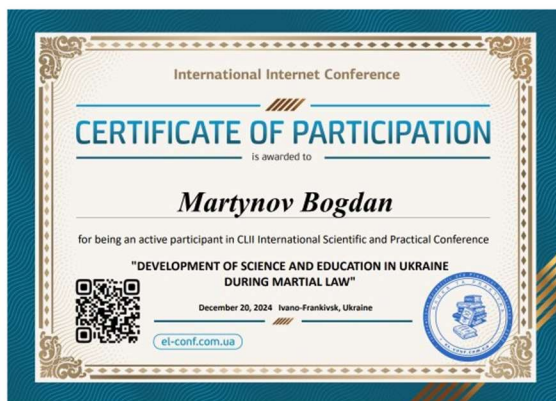 International Internet Conference
CERTIFICATE OF PARTICIPATION
is awarded to
Martynov Bogdan
for being an active participant in CLII International Scientific and Practical Conference
"DEVELOPMENT OF SCIENCE AND EDUCATION IN UKRAINE
DURING MARTIAL LAW"
December 20, 2024 Ivano-Frankivsk, Ukraine
el-conf.com.ua